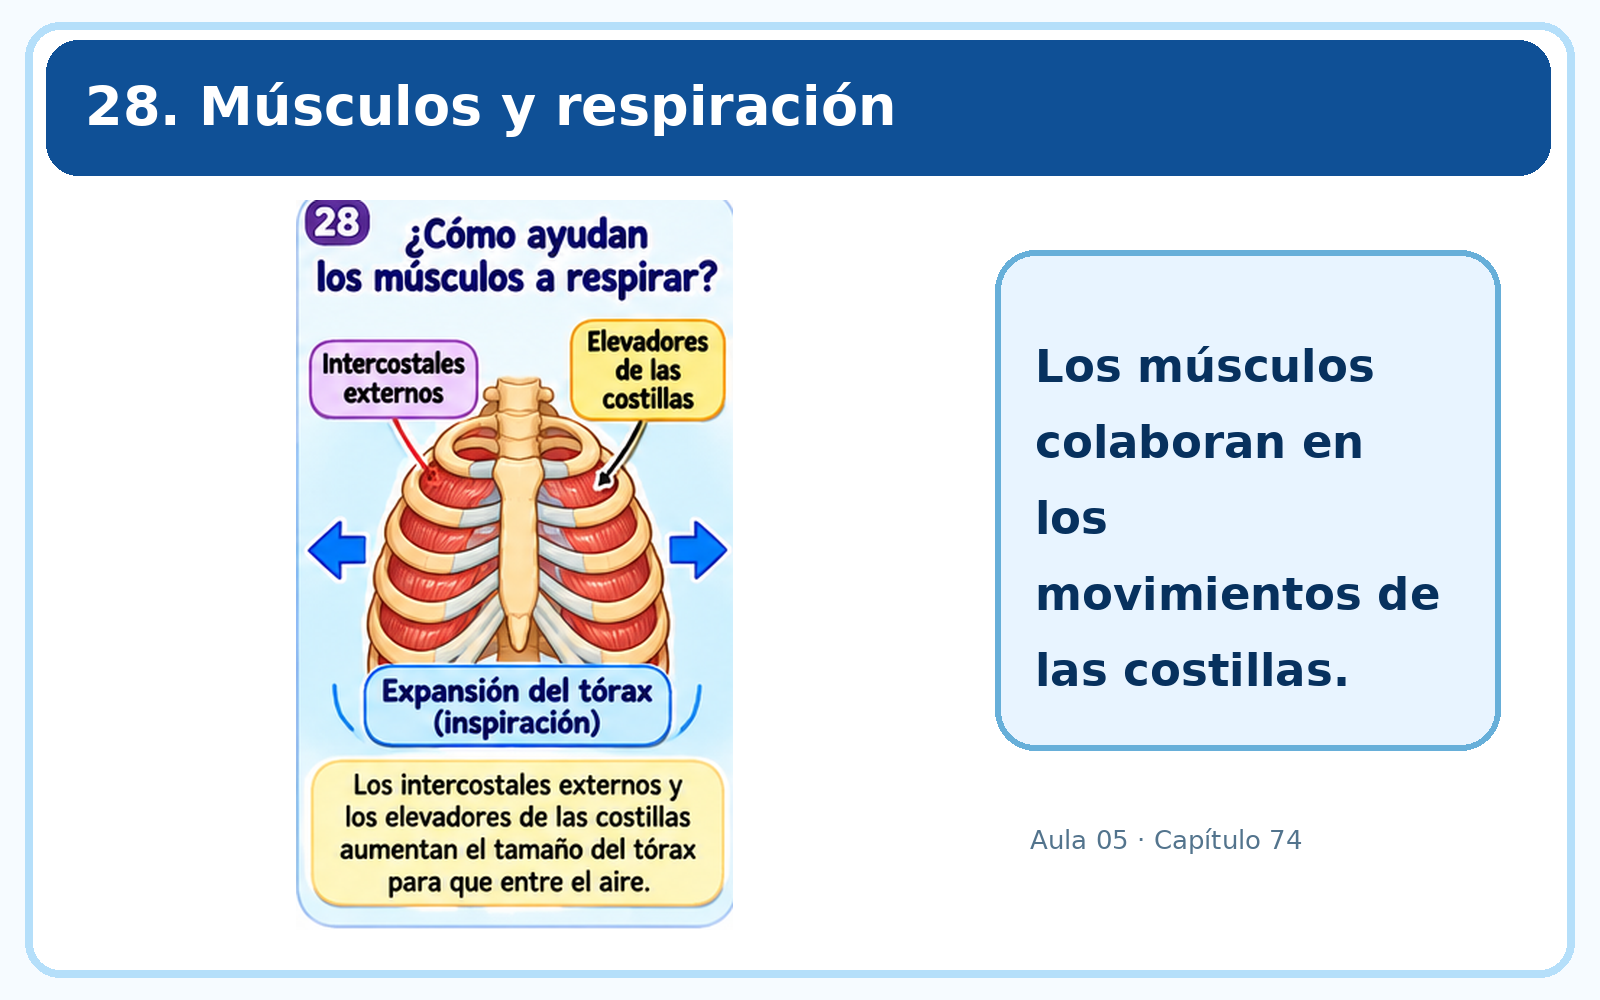 28. Músculos y respiración
28
¿Cómo ayudan
los músculos a respirar?
Intercostales
externos
Elevadores
de las
costillas
Expansión del tórax
(inspiración)
Los intercostales externos y
los elevadores de las costillas
aumentan el tamaño del tórax
para que entre el aire.
Los músculos
colaboran en
los
movimientos de
las costillas.
Aula 05 · Capítulo 74